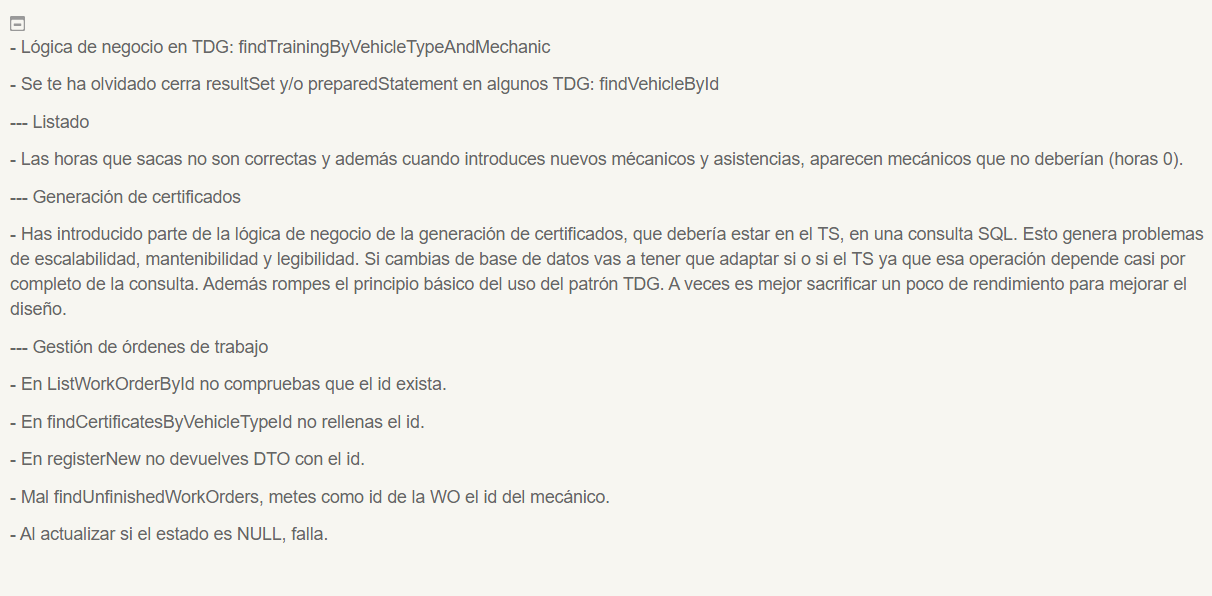 - Lógica de negocio en TDG: findTrainingByVehicleTypeAndMechanic
- Se te ha olvidado cerra resultSet y/o preparedStatement en algunos TDG: findVehicleById
--- Listado
- Las horas que sacas no son correctas y además cuando introduces nuevos mécanicos y asistencias, aparecen mecánicos que no deberían (horas 0).
--- Generación de certificados
- Has introducido parte de la lógica de negocio de la generación de certificados, que debería estar en el TS, en una consulta SQL. Esto genera problemas
de escalabilidad, mantenibilidad y legibilidad. Si cambias de base de datos vas a tener que adaptar si o si el TS ya que esa operación depende casi por
completo de la consulta. Además rompes el principio básico del uso del patrón TDG. A veces es mejor sacrificar un poco de rendimiento para mejorar el
diseño.
--- Gestión de órdenes de trabajo
- En ListWorkOrderById no compruebas que el id exista.
- En findCertificatesByVehicleTypeId no rellenas el id.
- En registerNew no devuelves DTO con el id.
- Mal findUnfinishedWorkOrders, metes como id de la WO el id del mecánico.
- Al actualizar si el estado es NULL, falla.